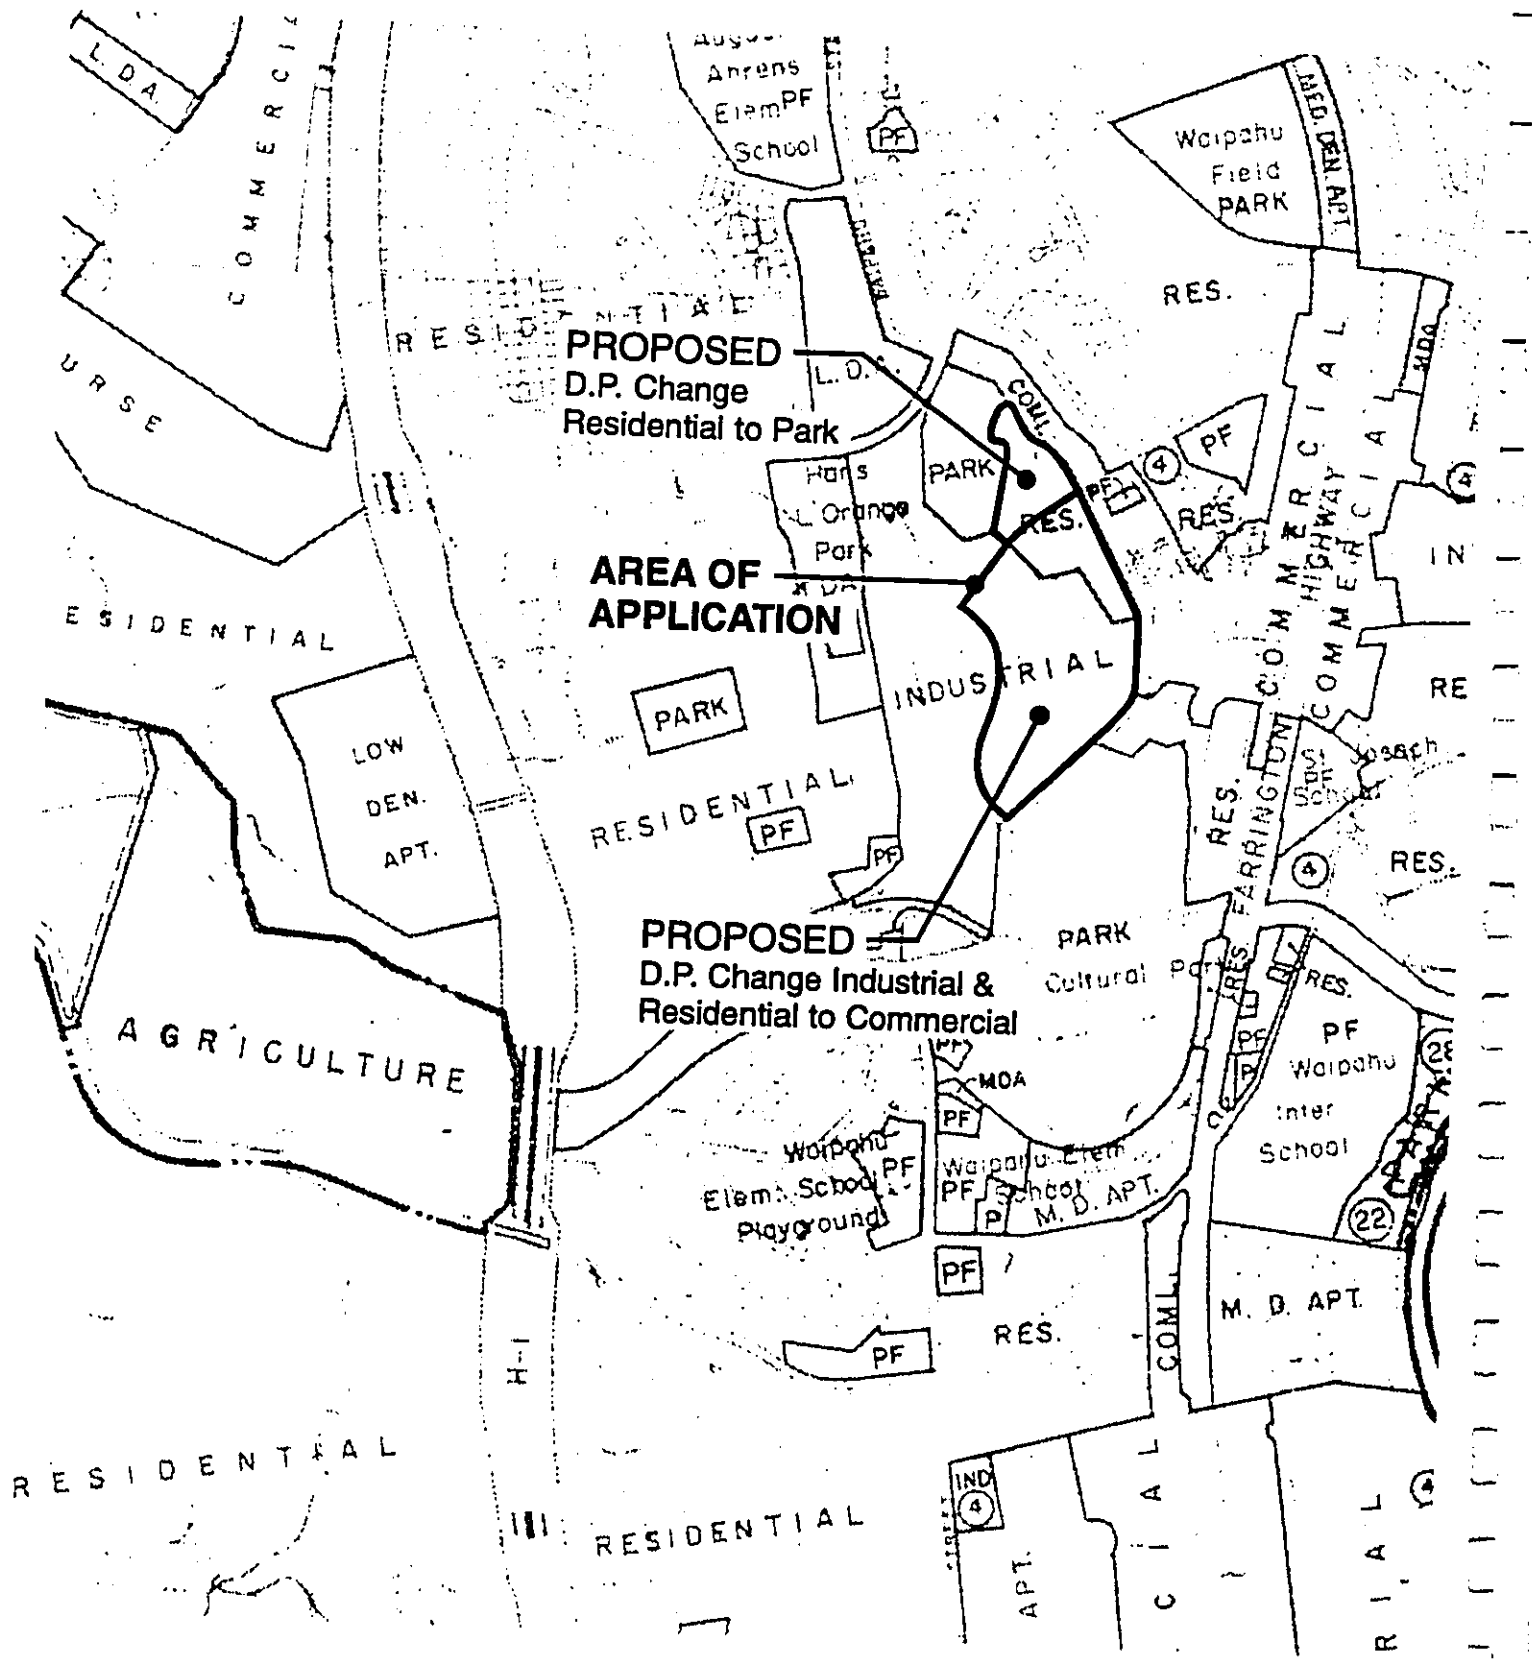 L. D. A.
COMMERCI
Ahrens
Elem PF
School
PF
Waipahu
Field
PARK
MED. DEN. APT.
RES.
RESIDENTIAL
URSE
PROPOSED
D.P. Change
Residential to Park
L. D.
COML.
COMMERCIAL
MDA
PARK
Hans
L Orange
Park
RES.
4
PF
RES.
HIGHWAY
COMMERCIAL
4
IN
AREA OF
APPLICATION
ESIDENTIAL
INDUSTRIAL
RE
PARK
LOW
DEN.
APT.
RESIDENTIAL
PF
PF
RES.
FARRINGTON
St. Joseph
School
4
RES.
PROPOSED
D.P. Change Industrial &
Residential to Commercial
PARK
Cultural
RES.
RES.
PF
Waipahu
Inter
School
AGRICULTURE
PF
MDA
PF
PF
P
Waipahu
Elem. School
Playground
PF
Waipahu Elem
PF School
P
M. D. APT.
22
PF
RES.
PF
COML.
M. D. APT.
H-1
RESIDENTIAL
RESIDENTIAL
IND
4
STREET
APT.
CIAL
RIAL
4